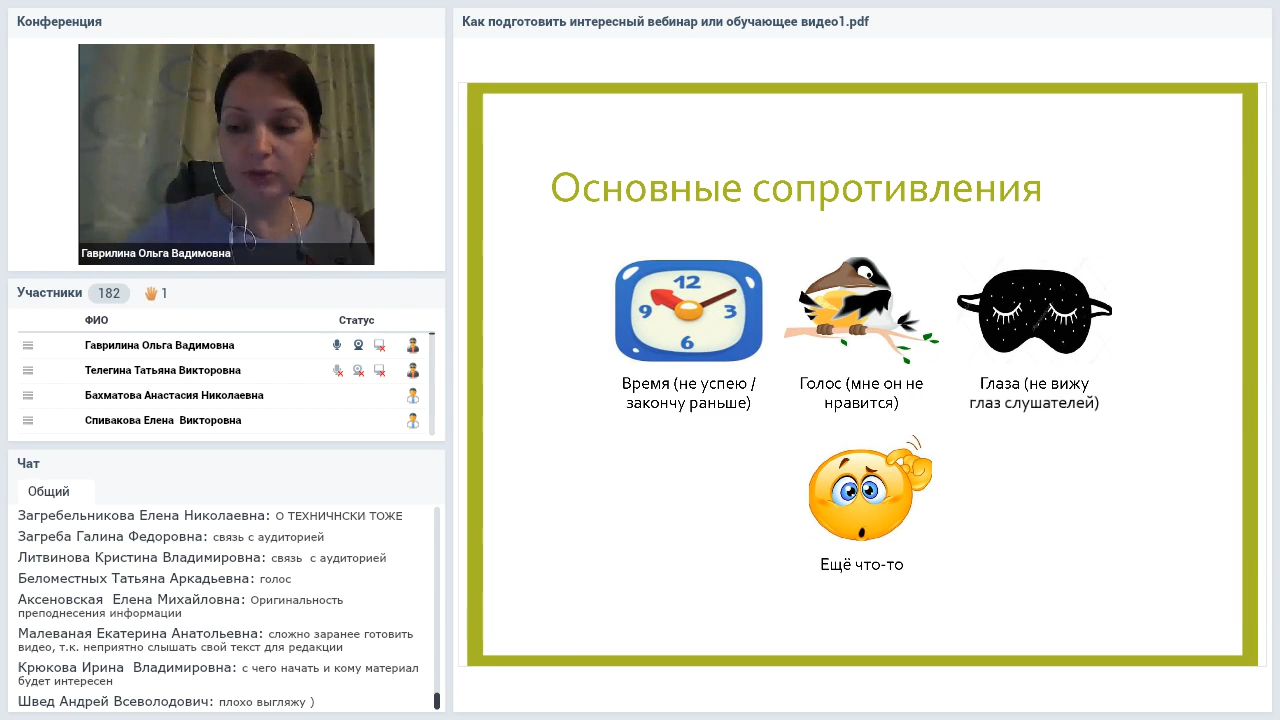 Конференция
Гаврилина Ольга Вадимовна
Участники 182 1
ФИО Статус
Гаврилина Ольга Вадимовна
Телегина Татьяна Викторовна
Бахматова Анастасия Николаевна
Спивакова Елена Викторовна
Чат
Общий
Загребельникова Елена Николаевна: О ТЕХНИЧНСКИ ТОЖЕ
Загреба Галина Федоровна: связь с аудиторией
Литвинова Кристина Владимировна: связь с аудиторией
Беломестных Татьяна Аркадьевна: голос
Аксеновская Елена Михайловна: Оригинальность
преподнесения информации
Малеваная Екатерина Анатольевна: сложно заранее готовить
видео, т.к. неприятно слышать свой текст для редакции
Крюкова Ирина Владимировна: с чего начать и кому материал
будет интересен
Швед Андрей Всеволодович: плохо выгляжу )
Как подготовить интересный вебинар или обучающее видео1.pdf
Основные сопротивления
12
9 3
6
Время (не успею /
закончу раньше)
Голос (мне он не
нравится)
Глаза (не вижу
глаз слушателей)
Ещё что-то